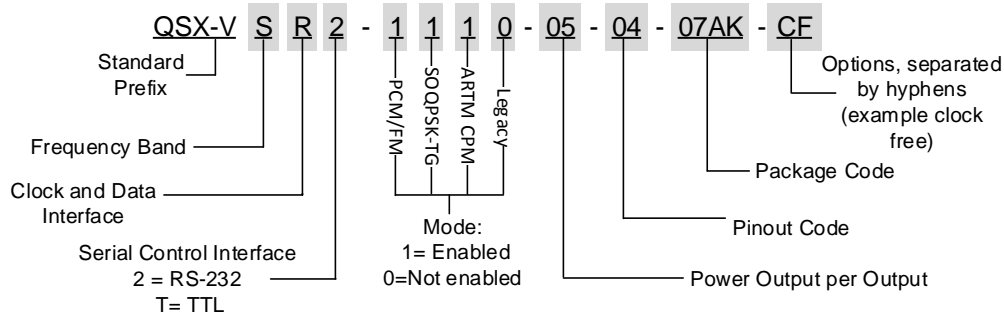 QSX-V S R 2 - 1 1 1 0 - 05 - 04 - 07AK - CF
Standard
Prefix
Frequency Band
Clock and Data
Interface
Serial Control Interface
2 = RS-232
T= TTL
PCM/FM
SOQPSK-TG
ARTM CPM
Legacy
Mode:
1= Enabled
0=Not enabled
Options, separated
by hyphens
(example clock
free)
Package Code
Pinout Code
Power Output per Output